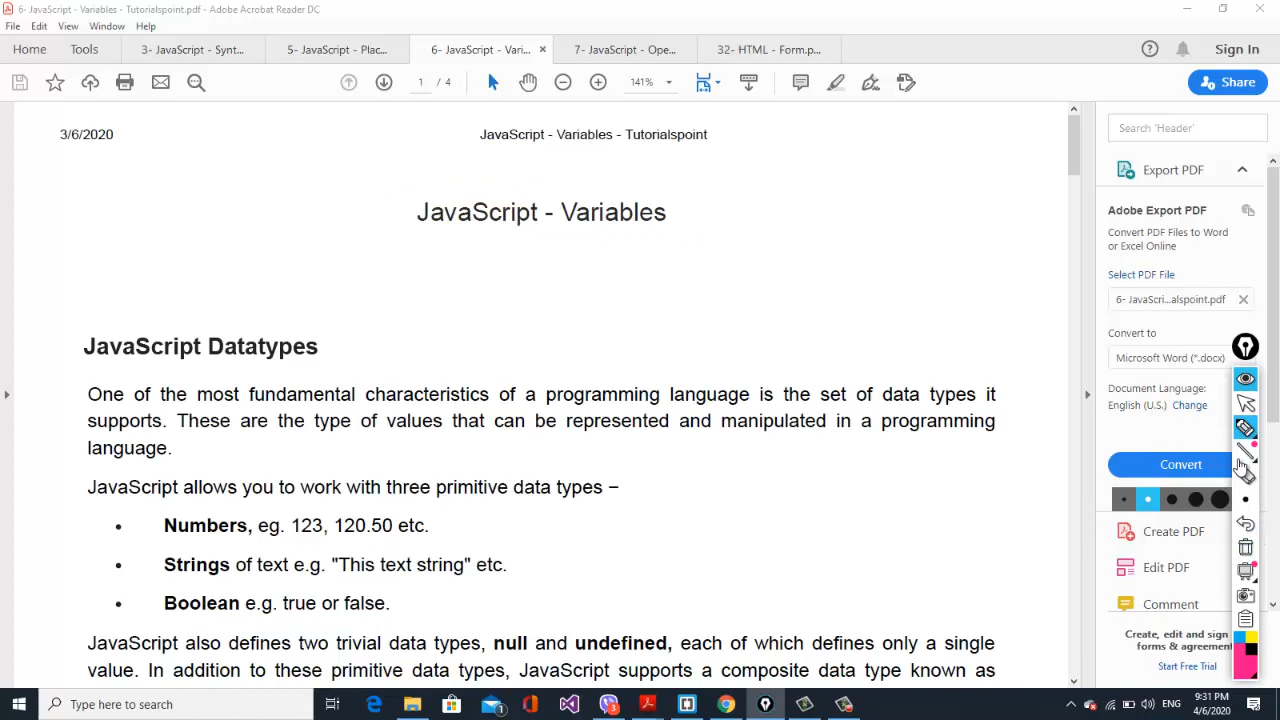 6- JavaScript - Variables - Tutorialspoint.pdf - Adobe Acrobat Reader DC
File Edit View Window Help
Home Tools 3- JavaScript - Synt... 5- JavaScript - Plac... 6- JavaScript - Vari... × 7- JavaScript - Ope... 32- HTML - Form.p... Sign In
1 / 4 141% Share
3/6/2020 JavaScript - Variables - Tutorialspoint
JavaScript - Variables
JavaScript Datatypes
One of the most fundamental characteristics of a programming language is the set of data types it
supports. These are the type of values that can be represented and manipulated in a programming
language.
JavaScript allows you to work with three primitive data types −
• Numbers, eg. 123, 120.50 etc.
• Strings of text e.g. "This text string" etc.
• Boolean e.g. true or false.
JavaScript also defines two trivial data types, null and undefined, each of which defines only a single
value. In addition to these primitive data types, JavaScript supports a composite data type known as
Search 'Header'
Export PDF
Adobe Export PDF
Convert PDF Files to Word
or Excel Online
Select PDF File
6- JavaScri...alspoint.pdf
Convert to
Microsoft Word (*.docx)
Document Language:
English (U.S.) Change
Convert
Create PDF
Edit PDF
Comment
Create, edit and sign
forms & agreement
Start Free Trial
Type here to search
3
ENG
9:31 PM
4/6/2020